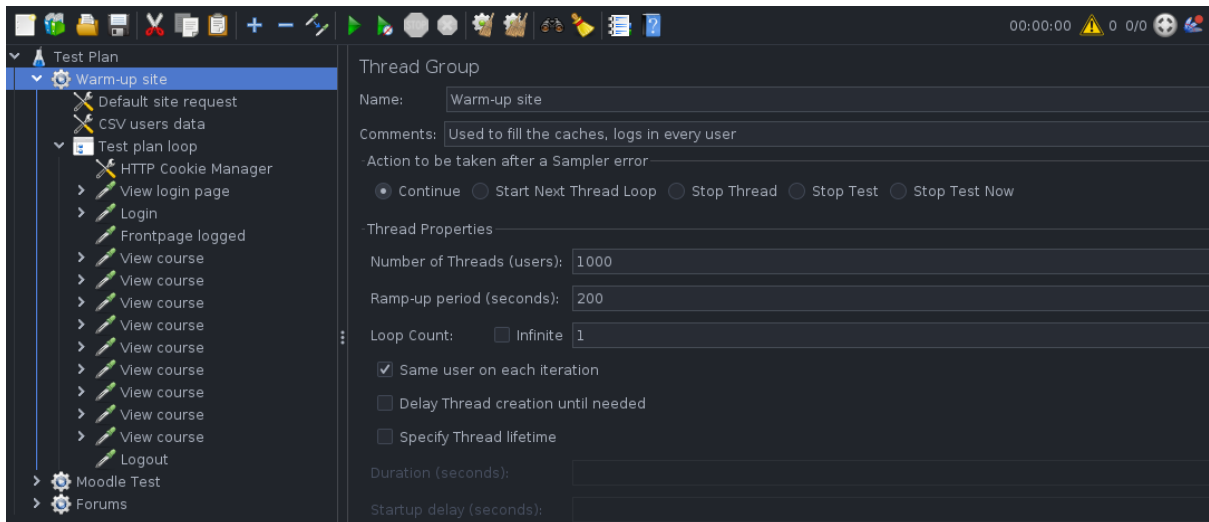 00:00:00 0 0/0
Test Plan
Warm-up site
Default site request
CSV users data
Test plan loop
HTTP Cookie Manager
View login page
Login
Frontpage logged
View course
View course
View course
View course
View course
View course
View course
View course
View course
Logout
Moodle Test
Forums
Thread Group
Name: Warm-up site
Comments: Used to fill the caches, logs in every user
Action to be taken after a Sampler error
Continue Start Next Thread Loop Stop Thread Stop Test Stop Test Now
Thread Properties
Number of Threads (users): 1000
Ramp-up period (seconds): 200
Loop Count: Infinite 1
Same user on each iteration
Delay Thread creation until needed
Specify Thread lifetime
Duration (seconds):
Startup delay (seconds):